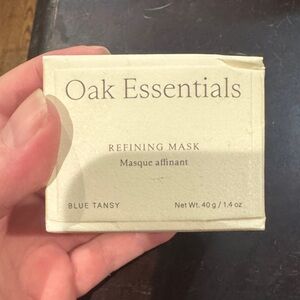 Oak Essentials
REFINING MASK
Masque affinant
BLUE TANSY Net Wt. 40 g / 1.4 oz